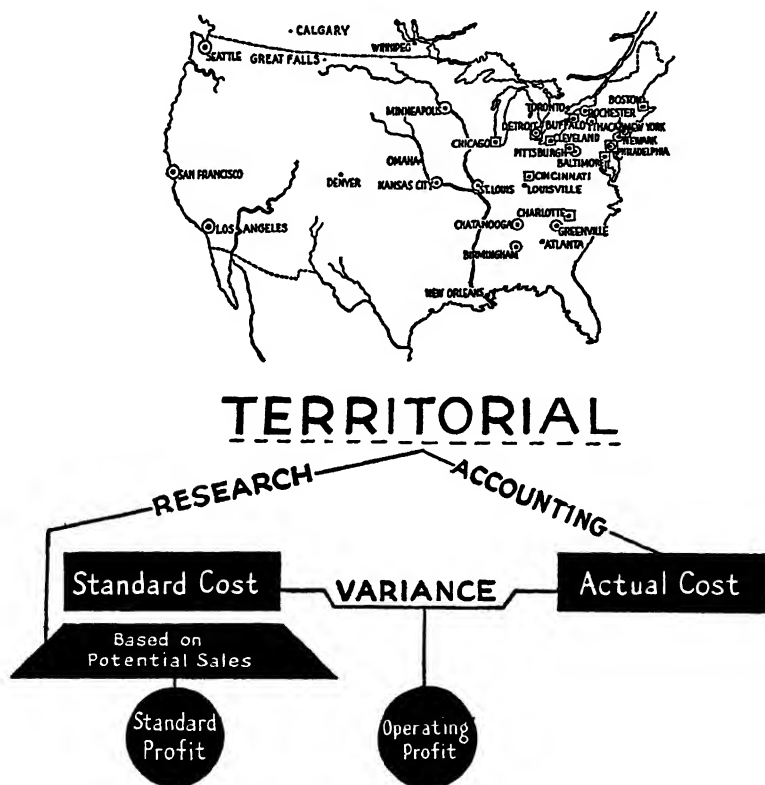 CALGARY
WINNIPEG
SEATTLE
GREAT FALLS
MINNEAPOLIS
TORONTO
BOSTON
ROCHESTER
DETROIT
BUFFALO
ITHACA
NEW YORK
CHICAGO
CLEVELAND
NEWARK
PITTSBURGH
PHILADELPHIA
OMAHA
BALTIMORE
SAN FRANCISCO
DENVER
KANSAS CITY
ST. LOUIS
CINCINNATI
LOUISVILLE
LOS ANGELES
CHARLOTTE
CHATANOOGA
GREENVILLE
BIRMINGHAM
ATLANTA
NEW ORLEANS
TERRITORIAL
RESEARCH
ACCOUNTING
Standard Cost
VARIANCE
Actual Cost
Based on
Potential Sales
Standard
Profit
Operating
Profit